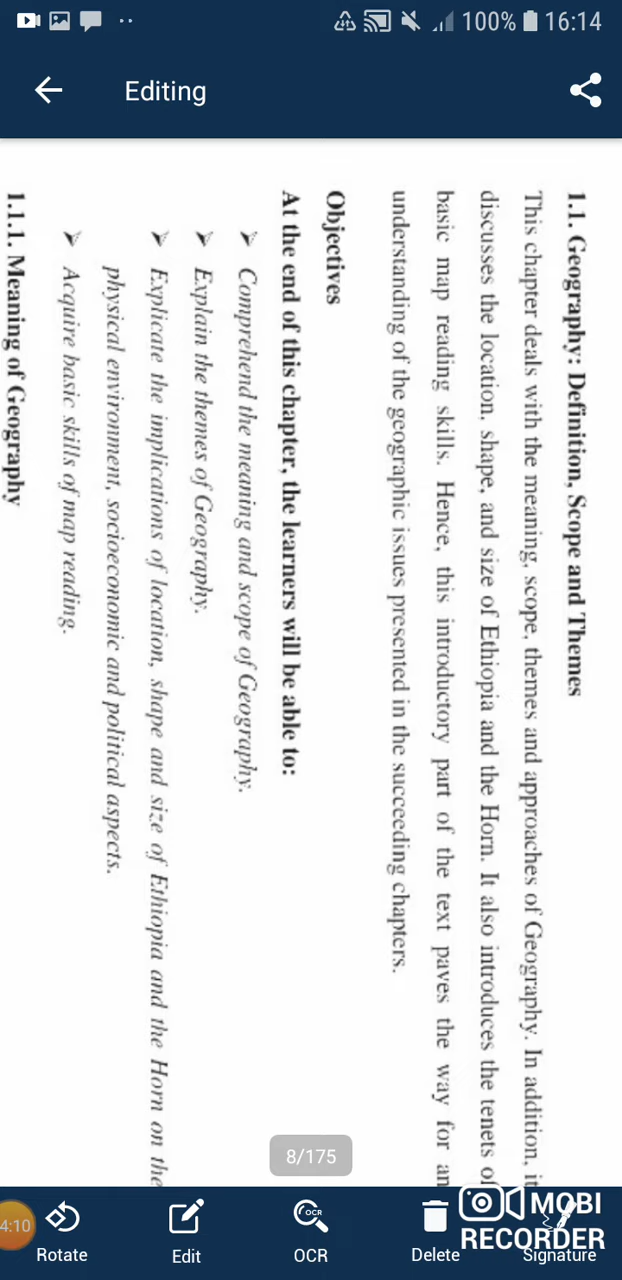 100% 16:14
Editing
1.1. Geography: Definition, Scope and Themes
This chapter deals with the meaning, scope, themes and approaches of Geography. In addition, it
discusses the location, shape, and size of Ethiopia and the Horn. It also introduces the tenets of
basic map reading skills. Hence, this introductory part of the text paves the way for an
understanding of the geographic issues presented in the succeeding chapters.
Objectives
At the end of this chapter, the learners will be able to:
➢ Comprehend the meaning and scope of Geography.
➢ Explain the themes of Geography.
➢ Explicate the implications of location, shape and size of Ethiopia and the Horn on the
physical environment, socioeconomic and political aspects.
➢ Acquire basic skills of map reading.
1.1.1. Meaning of Geography
8/175
4:10
OCR
MOBI
RECORDER
Rotate Edit OCR Delete Signature